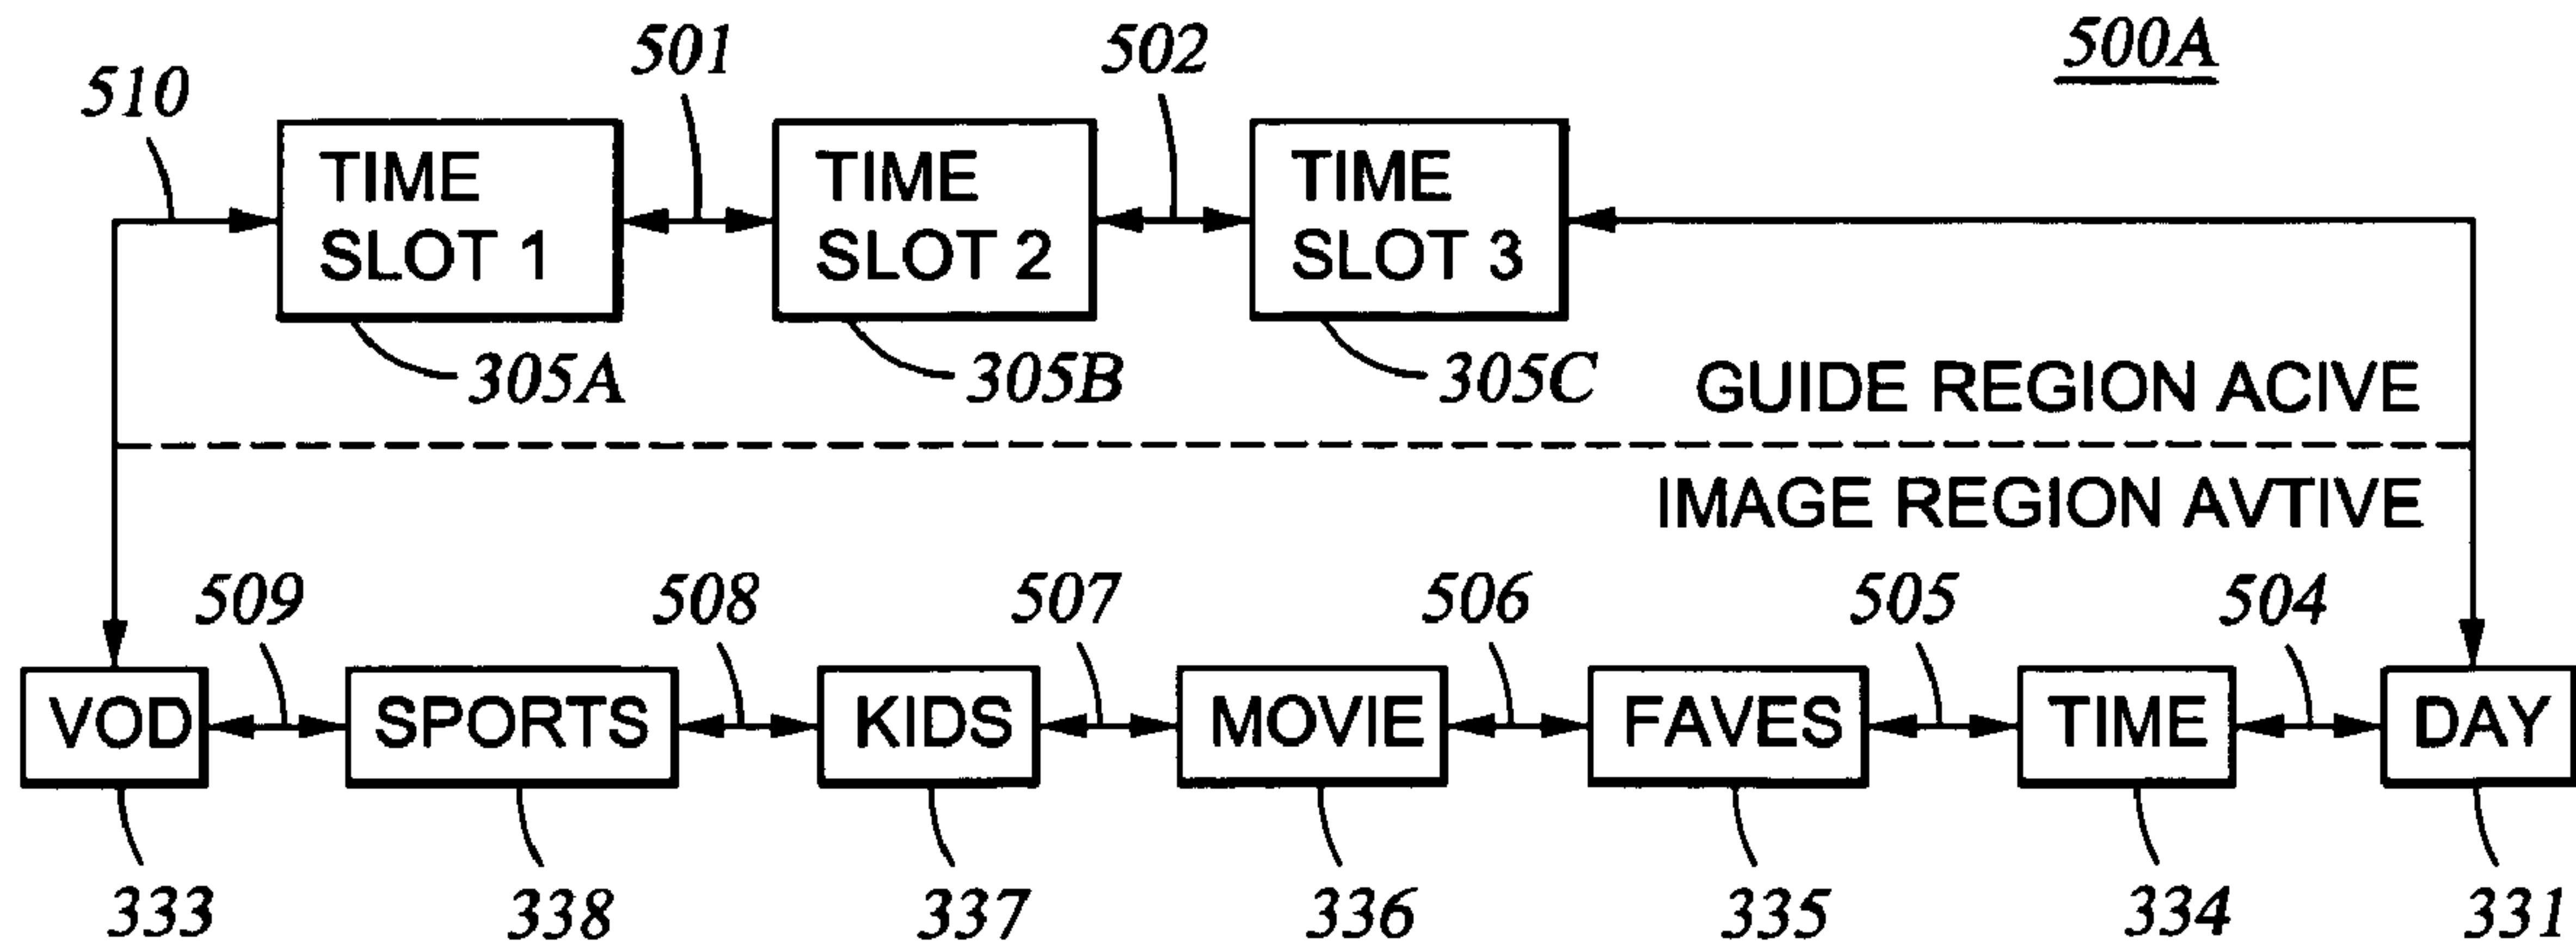 500A
510
501
502
TIME
SLOT 1
TIME
SLOT 2
TIME
SLOT 3
305A
305B
305C
GUIDE REGION ACIVE
IMAGE REGION AVTIVE
509
508
507
506
505
504
VOD
SPORTS
KIDS
MOVIE
FAVES
TIME
DAY
333
338
337
336
335
334
331